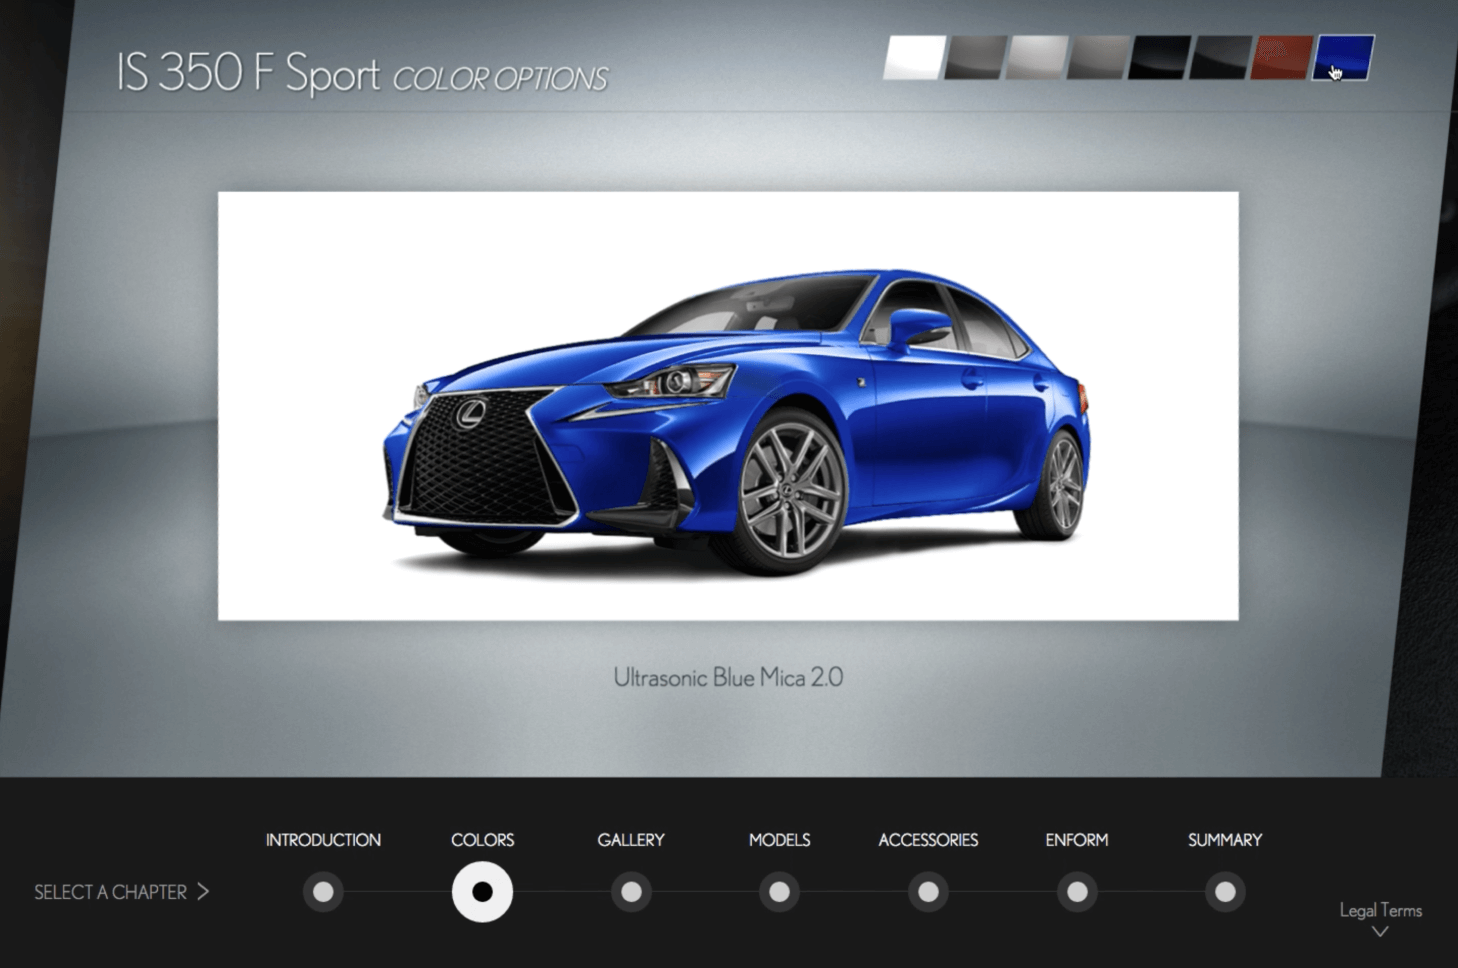 IS 350 F Sport COLOR OPTIONS
Ultrasonic Blue Mica 2.0
INTRODUCTION
COLORS
GALLERY
MODELS
ACCESSORIES
ENFORM
SUMMARY
SELECT A CHAPTER >
Legal Terms